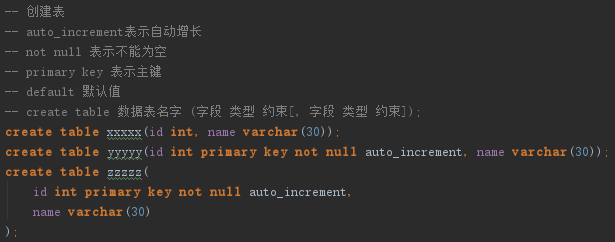 -- 创建表
-- auto_increment表示自动增长
-- not null 表示不能为空
-- primary key 表示主键
-- default 默认值
-- create table 数据表名字 (字段 类型 约束[, 字段 类型 约束]);
create table xxxxx(id int, name varchar(30));
create table yyyyy(id int primary key not null auto_increment, name varchar(30));
create table zzzzz(
    id int primary key not null auto_increment,
    name varchar(30)
);